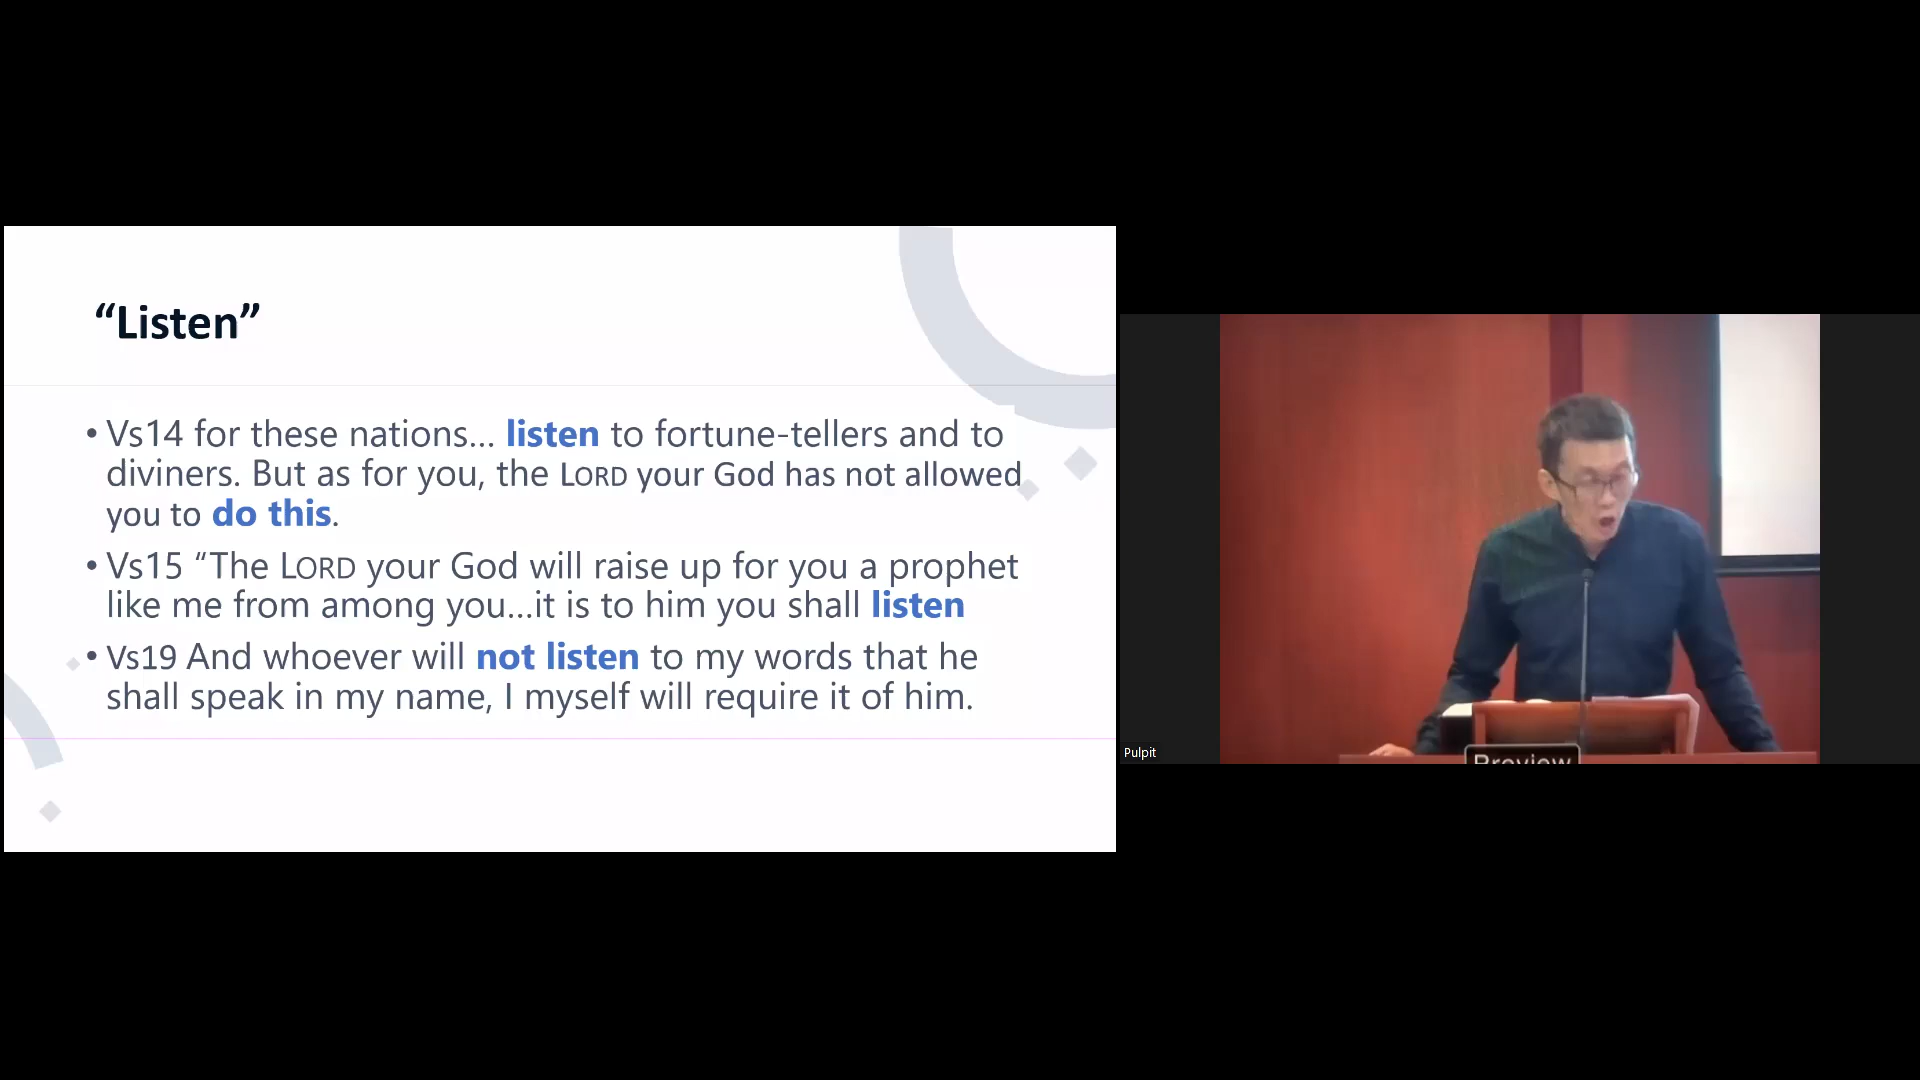 “Listen”
• Vs14 for these nations... listen to fortune-tellers and to
diviners. But as for you, the LORD your God has not allowed
you to do this.
• Vs15 “The LORD your God will raise up for you a prophet
like me from among you...it is to him you shall listen
• Vs19 And whoever will not listen to my words that he
shall speak in my name, I myself will require it of him.
Pulpit
Preview